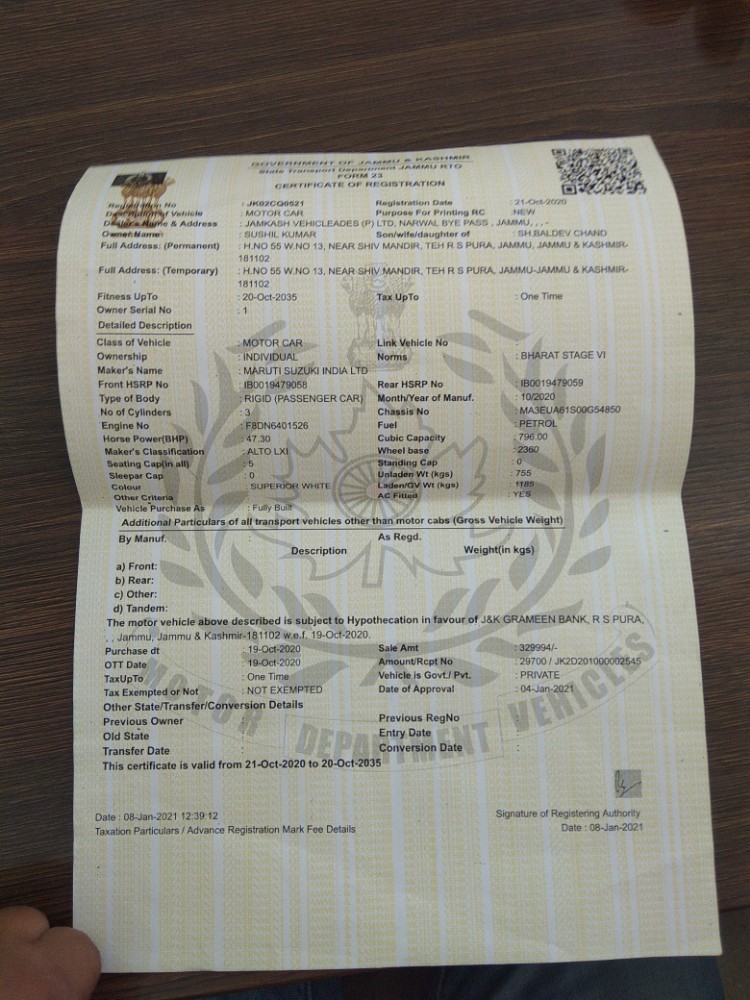 GOVERNMENT OF JAMMU & KASHMIR
State Transport Department JAMMU RTO
FORM 23
CERTIFICATE OF REGISTRATION
Registration No : JK02CQ0521 Registration Date : 21-Oct-2020
Description of Vehicle : MOTOR CAR Purpose For Printing RC :NEW
Dealer's Name & Address : JAMKASH VEHICLEADES (P) LTD, NARWAL BYE PASS , JAMMU, , , -
Owner Name : SUSHIL KUMAR Son/wife/daughter of : SH.BALDEV CHAND
Full Address: (Permanent) : H.NO 55 W.NO 13, NEAR SHIV MANDIR, TEH R S PURA, JAMMU, JAMMU & KASHMIR-
181102
Full Address: (Temporary) : H.NO 55 W.NO 13, NEAR SHIV MANDIR, TEH R S PURA, JAMMU-JAMMU & KASHMIR-
181102
Fitness UpTo : 20-Oct-2035 Tax UpTo : One Time
Owner Serial No : 1
Detailed Description
Class of Vehicle : MOTOR CAR Link Vehicle No :
Ownership : INDIVIDUAL Norms : BHARAT STAGE VI
Maker's Name : MARUTI SUZUKI INDIA LTD
Front HSRP No : IB0019479058 Rear HSRP No : IB0019479059
Type of Body : RIGID (PASSENGER CAR) Month/Year of Manuf. : 10/2020
No of Cylinders : 3 Chassis No : MA3EUA61S00G54850
Engine No : F8DN6401526 Fuel : PETROL
Horse Power(BHP) : 47.30 Cubic Capacity : 796.00
Maker's Classification : ALTO LXI Wheel base : 2360
Seating Cap(in all) : 5 Standing Cap : 0
Sleepar Cap : 0 Unladen Wt (kgs) : 755
Colour : SUPERIOR WHITE Laden/GV Wt (kgs) : 1185
Other Criteria AC Fitted : YES
Vehicle Purchase As : Fully Built
Additional Particulars of all transport vehicles other than motor cabs (Gross Vehicle Weight)
By Manuf. : As Regd.
Description Weight(in kgs)
a) Front:
b) Rear:
c) Other:
d) Tandem:
The motor vehicle above described is subject to Hypothecation in favour of J&K GRAMEEN BANK, R S PURA,
, , Jammu, Jammu & Kashmir-181102 w.e.f. 19-Oct-2020.
Purchase dt : 19-Oct-2020 Sale Amt : 329994/-
OTT Date : 19-Oct-2020 Amount/Rcpt No : 29700 / JK2D201000002545
TaxUpTo : One Time Vehicle is Govt./ Pvt. : PRIVATE
Tax Exempted or Not : NOT EXEMPTED Date of Approval : 04-Jan-2021
Other State/Transfer/Conversion Details
Previous Owner : Previous RegNo :
Old State : Entry Date :
Transfer Date : Conversion Date :
This certificate is valid from 21-Oct-2020 to 20-Oct-2035
MOTOR VEHICLES DEPARTMENT
Date : 08-Jan-2021 12:39:12 Signature of Registering Authority
Taxation Particulars / Advance Registration Mark Fee Details Date : 08-Jan-2021